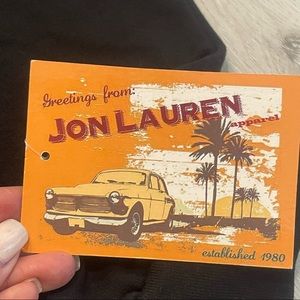 Greetings from:
JON LAUREN
apparel
established 1980